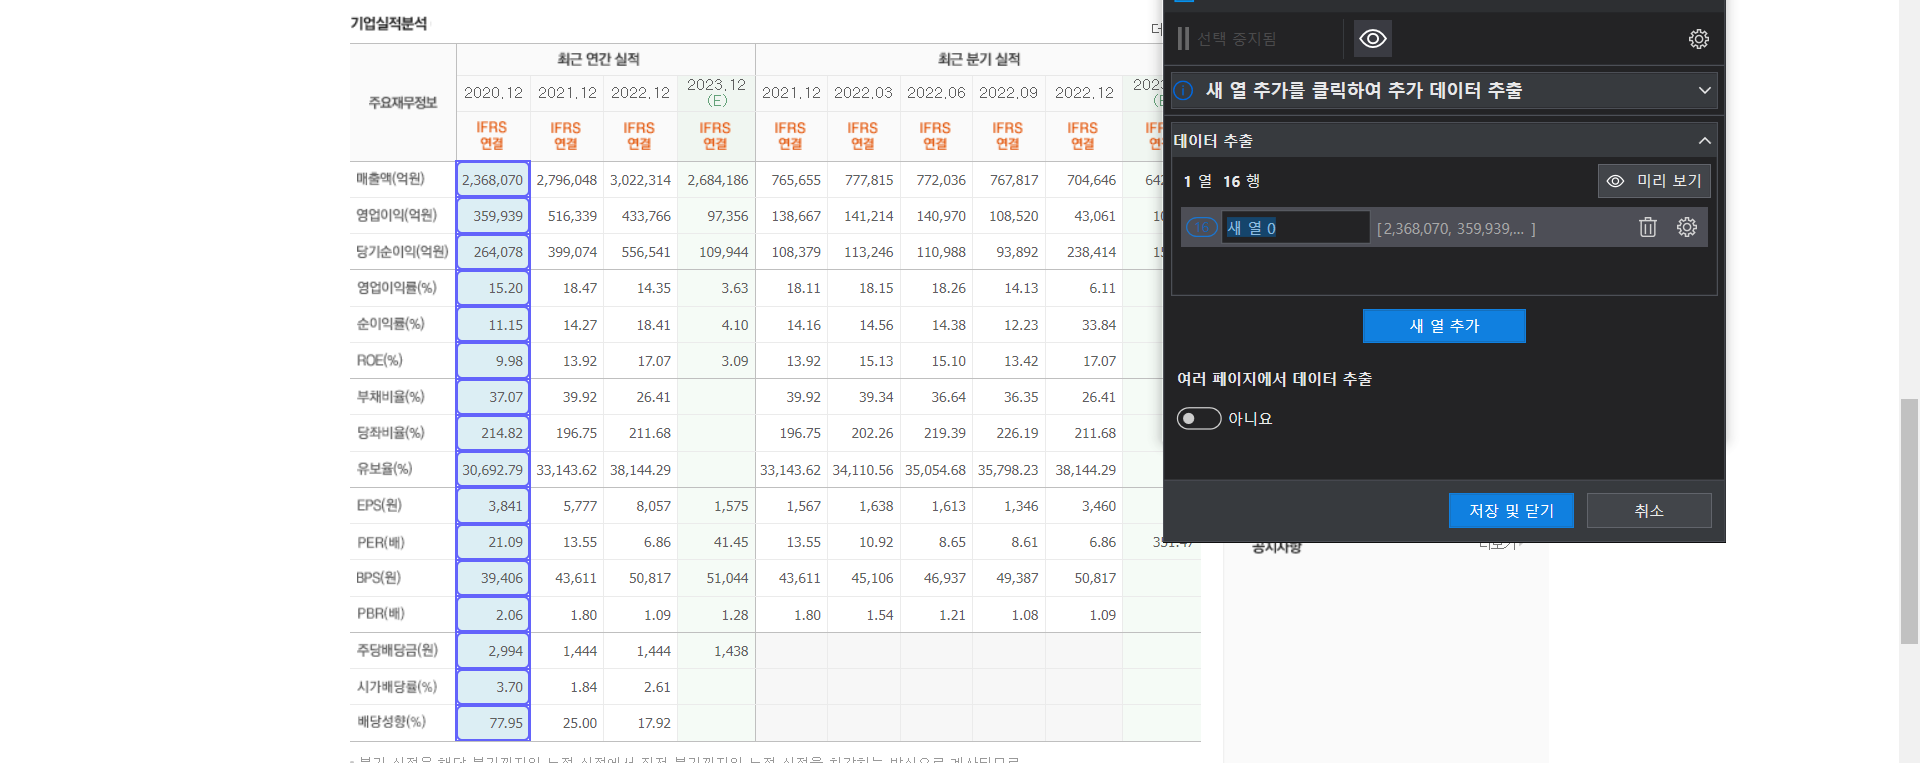 기업실적분석
더
주요재무정보 최근 연간 실적 최근 분기 실적
2020.12 2021.12 2022.12 2023.12 (E) 2021.12 2022.03 2022.06 2022.09 2022.12
IFRS 연결 IFRS 연결 IFRS 연결 IFRS 연결 IFRS 연결 IFRS 연결 IFRS 연결 IFRS 연결 IFRS 연결
매출액(억원) 2,368,070 2,796,048 3,022,314 2,684,186 765,655 777,815 772,036 767,817 704,646
영업이익(억원) 359,939 516,339 433,766 97,356 138,667 141,214 140,970 108,520 43,061
당기순이익(억원) 264,078 399,074 556,541 109,944 108,379 113,246 110,988 93,892 238,414
영업이익률(%) 15.20 18.47 14.35 3.63 18.11 18.15 18.26 14.13 6.11
순이익률(%) 11.15 14.27 18.41 4.10 14.16 14.56 14.38 12.23 33.84
ROE(%) 9.98 13.92 17.07 3.09 13.92 15.13 15.10 13.42 17.07
부채비율(%) 37.07 39.92 26.41 39.92 39.34 36.64 36.35 26.41
당좌비율(%) 214.82 196.75 211.68 196.75 202.26 219.39 226.19 211.68
유보율(%) 30,692.79 33,143.62 38,144.29 33,143.62 34,110.56 35,054.68 35,798.23 38,144.29
EPS(원) 3,841 5,777 8,057 1,575 1,567 1,638 1,613 1,346 3,460
PER(배) 21.09 13.55 6.86 41.45 13.55 10.92 8.65 8.61 6.86
BPS(원) 39,406 43,611 50,817 51,044 43,611 45,106 46,937 49,387 50,817
PBR(배) 2.06 1.80 1.09 1.28 1.80 1.54 1.21 1.08 1.09
주당배당금(원) 2,994 1,444 1,444 1,438
시가배당률(%) 3.70 1.84 2.61
배당성향(%) 77.95 25.00 17.92
선택 중지됨
새 열 추가를 클릭하여 추가 데이터 추출
데이터 추출
1 열 16 행
미리 보기
16 새 열 0 [2,368,070, 359,939,... ]
새 열 추가
여러 페이지에서 데이터 추출
아니요
저장 및 닫기 취소
공지사항 더보기